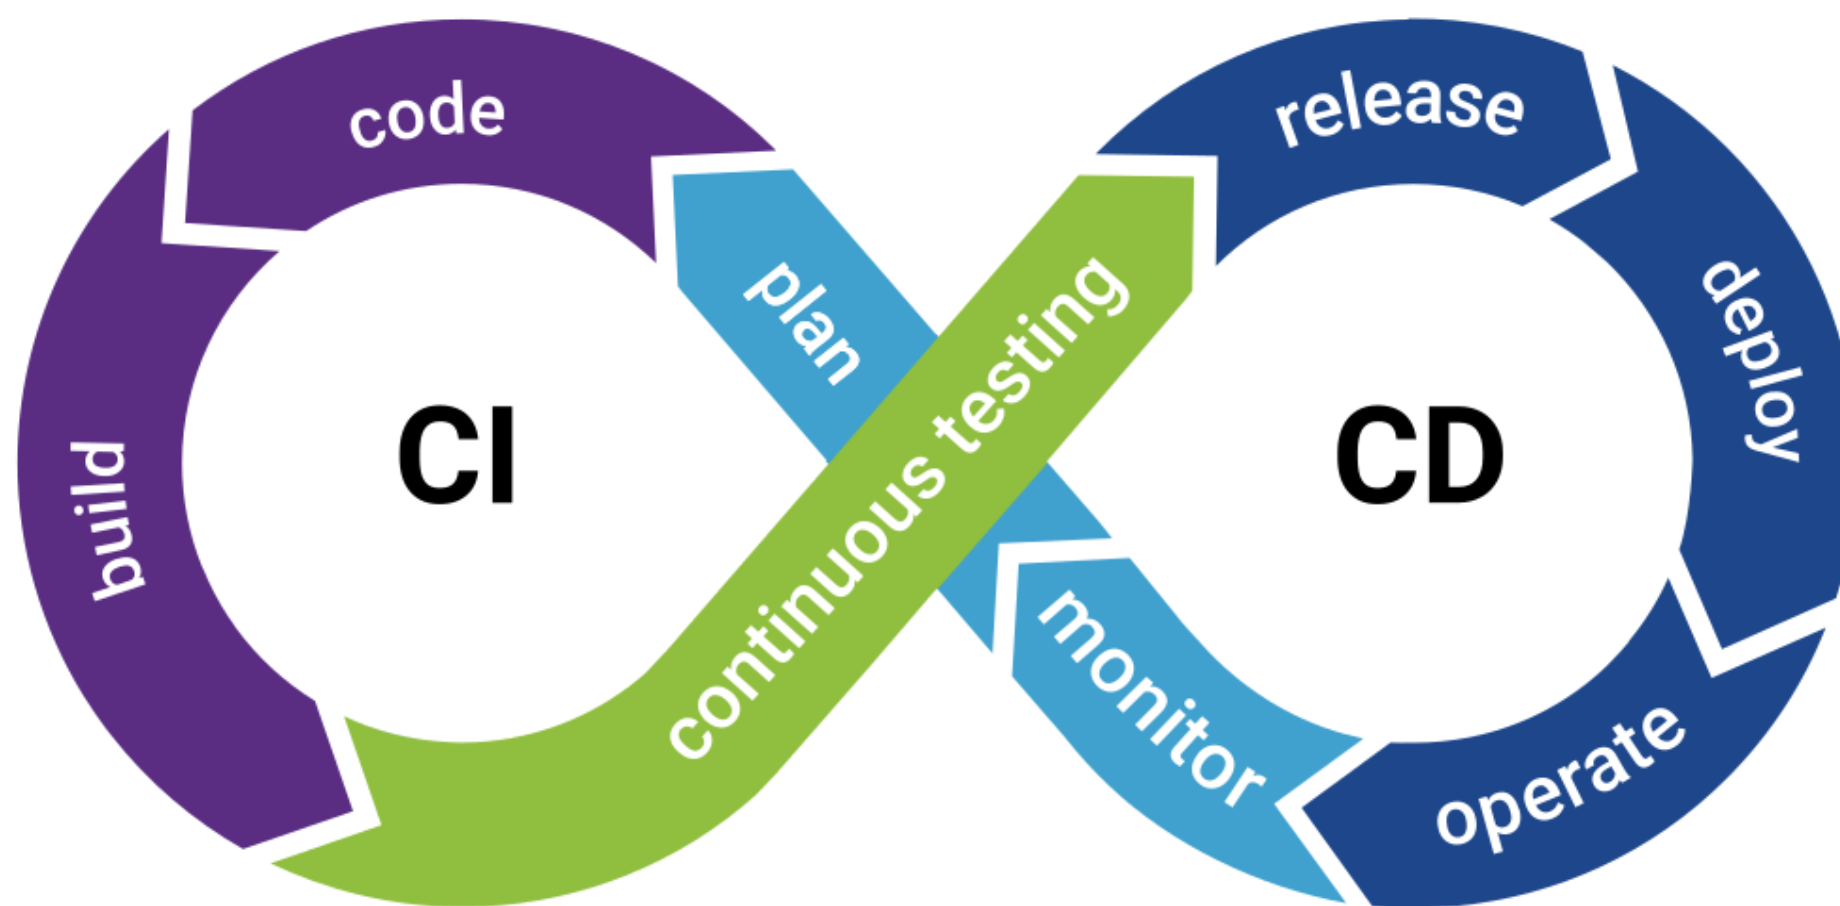 code
build
CI
plan
continuous testing
release
deploy
CD
operate
monitor